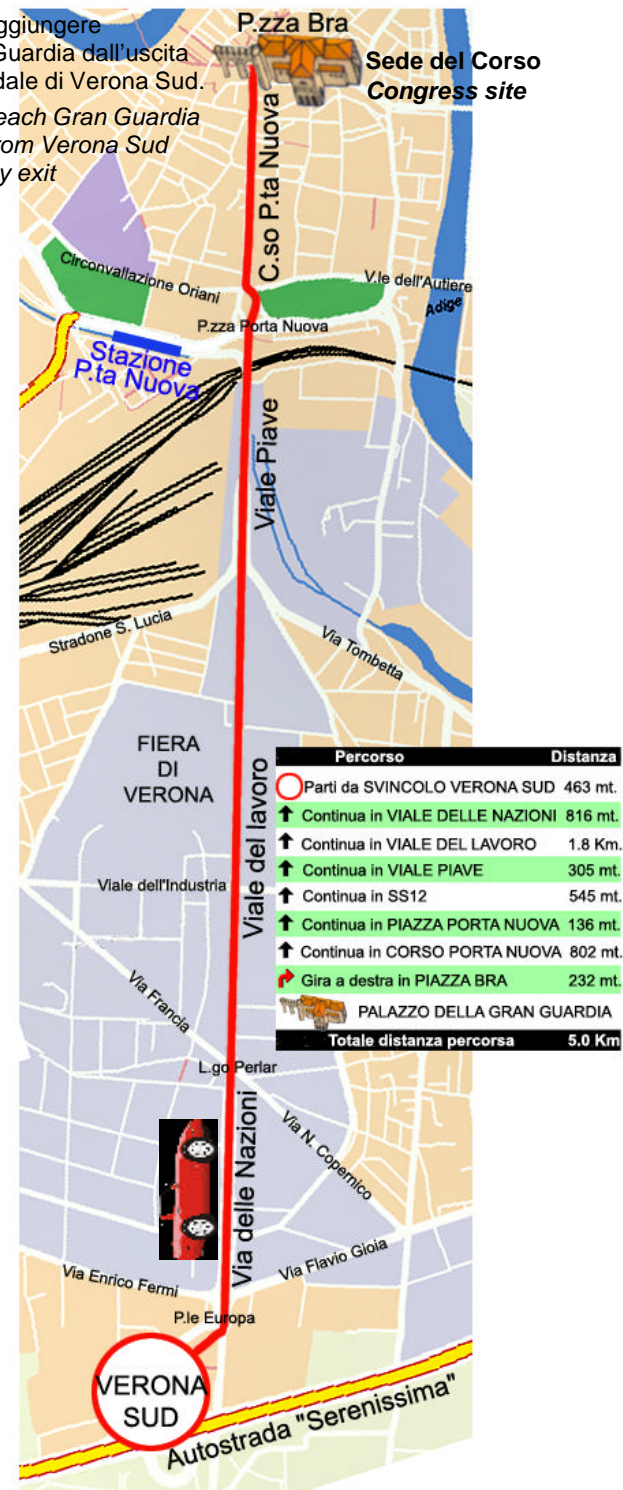 aggiungere
Guardia dall'uscita
dale di Verona Sud.
each Gran Guardia
rom Verona Sud
y exit
P.zza Bra
Sede del Corso
Congress site
C.so P.ta Nuova
Circonvallazione Oriani
V.le dell'Autiere
Adige
P.zza Porta Nuova
Stazione
P.ta Nuova
Viale Piave
Stradone S. Lucia
Via Tombetta
FIERA
DI
VERONA
Viale del lavoro
Percorso Distanza
Parti da SVINCOLO VERONA SUD 463 mt.
Continua in VIALE DELLE NAZIONI 816 mt.
Continua in VIALE DEL LAVORO 1.8 Km.
Continua in VIALE PIAVE 305 mt.
Continua in SS12 545 mt.
Continua in PIAZZA PORTA NUOVA 136 mt.
Continua in CORSO PORTA NUOVA 802 mt.
Gira a destra in PIAZZA BRA 232 mt.
PALAZZO DELLA GRAN GUARDIA
Totale distanza percorsa 5.0 Km
Viale dell'Industria
Via Francia
L.go Perlar
Via N. Copernico
Via delle Nazioni
Via Flavio Gioia
Via Enrico Fermi
P.le Europa
VERONA
SUD
Autostrada "Serenissima"